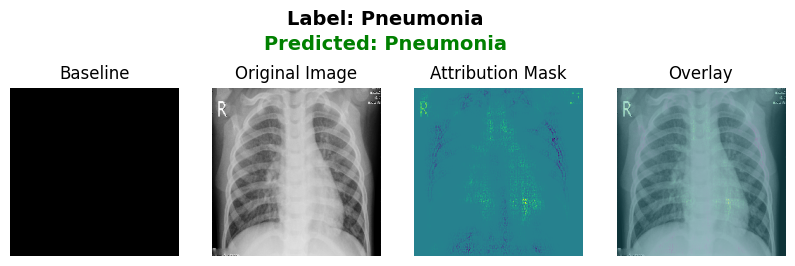 Label: Pneumonia
Predicted: Pneumonia
Baseline
Original Image
Attribution Mask
Overlay
R
R
R